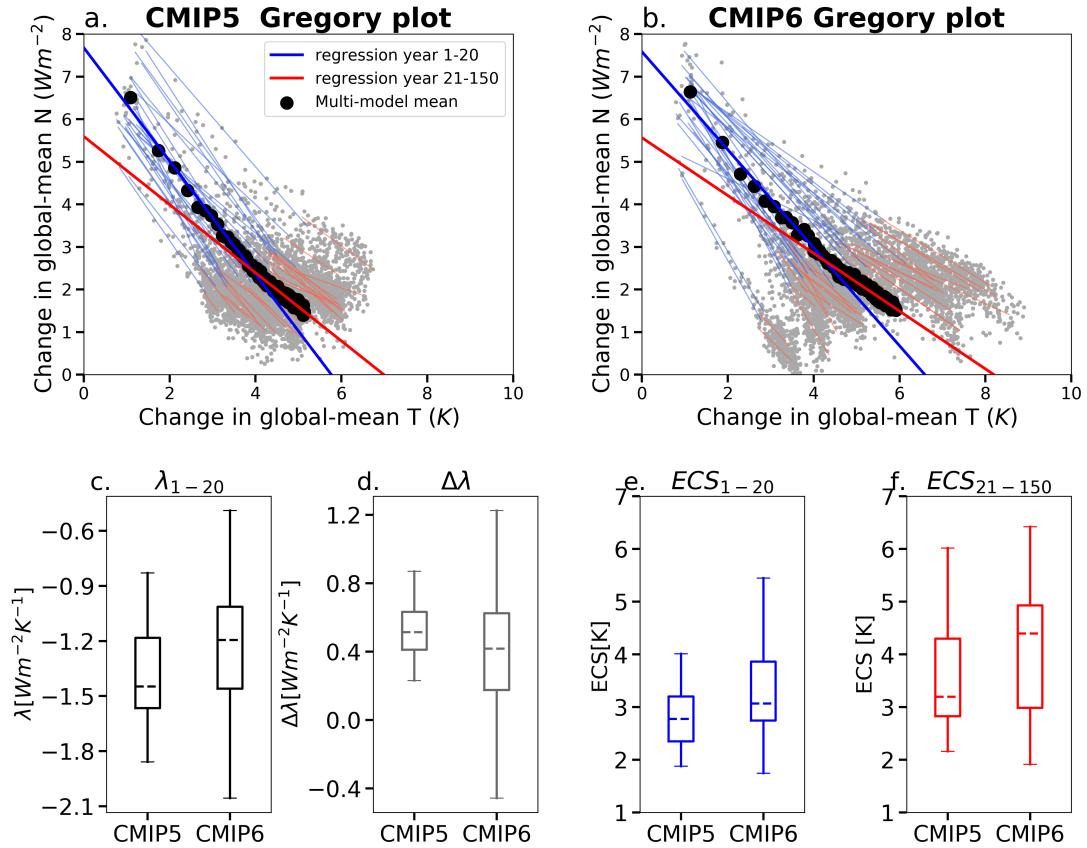 a. CMIP5 Gregory plot
Change in global-mean N (Wm⁻²)
8
7
6
5
4
3
2
1
0
regression year 1-20
regression year 21-150
Multi-model mean
0 2 4 6 8 10
Change in global-mean T (K)
b. CMIP6 Gregory plot
Change in global-mean N (Wm⁻²)
8
7
6
5
4
3
2
1
0
0 2 4 6 8 10
Change in global-mean T (K)
c. λ₁₋₂₀
λ[Wm⁻²K⁻¹]
−0.6
−0.9
−1.2
−1.5
−1.8
−2.1
CMIP5 CMIP6
d. Δλ
Δλ[Wm⁻²K⁻¹]
1.2
0.8
0.4
0.0
−0.4
CMIP5 CMIP6
e. ECS₁₋₂₀
ECS[K]
7
6
5
4
3
2
1
CMIP5 CMIP6
f. ECS₂₁₋₁₅₀
ECS [K]
7
6
5
4
3
2
1
CMIP5 CMIP6